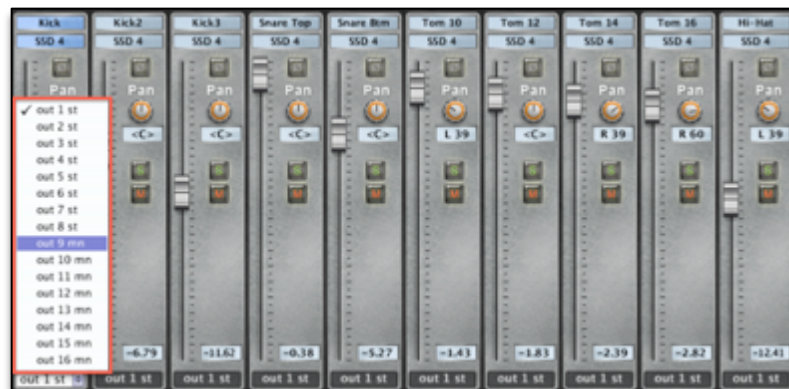 Kick Kick2 Kick3 Snare Top Snare Btm Tom 10 Tom 12 Tom 14 Tom 16 Hi-Hat
SSD 4 SSD 4 SSD 4 SSD 4 SSD 4 SSD 4 SSD 4 SSD 4 SSD 4 SSD 4
Pan Pan Pan Pan Pan Pan Pan Pan Pan Pan
<C> <C> <C> <C> L 39 <C> R 39 R 60 L 39
S S S S S S S S S
M M M M M M M M M
✓ out 1 st
out 2 st
out 3 st
out 4 st
out 5 st
out 6 st
out 7 st
out 8 st
out 9 mn
out 10 mn
out 11 mn
out 12 mn
out 13 mn
out 14 mn
out 15 mn
out 16 mn
-6.79 -11.62 -0.38 -5.27 -1.43 -1.83 -2.39 -2.82 -12.41
out 1 st out 1 st out 1 st out 1 st out 1 st out 1 st out 1 st out 1 st out 1 st out 1 st